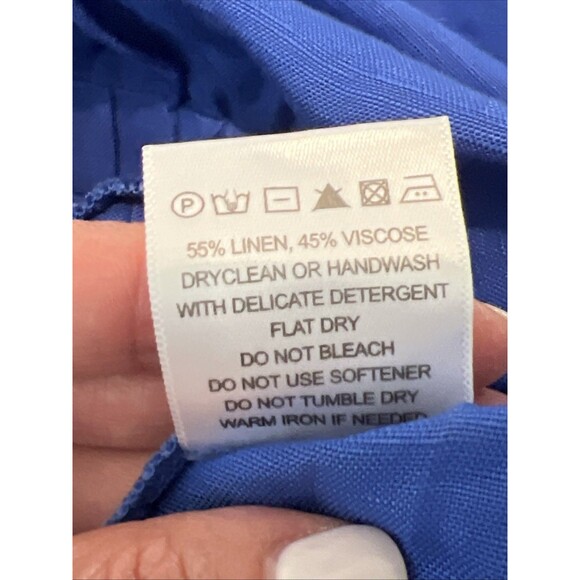 P
55% LINEN, 45% VISCOSE
DRYCLEAN OR HANDWASH
WITH DELICATE DETERGENT
FLAT DRY
DO NOT BLEACH
DO NOT USE SOFTENER
DO NOT TUMBLE DRY
WARM IRON IF NEEDED